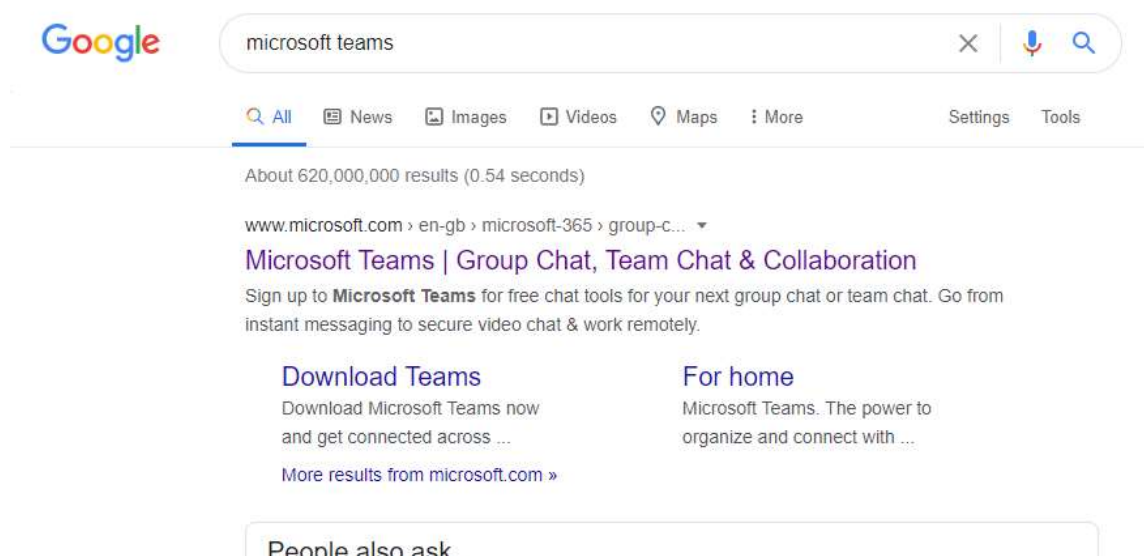 Google
microsoft teams
All News Images Videos Maps More Settings Tools
About 620,000,000 results (0.54 seconds)
www.microsoft.com › en-gb › microsoft-365 › group-c...
Microsoft Teams | Group Chat, Team Chat & Collaboration
Sign up to Microsoft Teams for free chat tools for your next group chat or team chat. Go from
instant messaging to secure video chat & work remotely.
Download Teams
Download Microsoft Teams now
and get connected across ...
For home
Microsoft Teams. The power to
organize and connect with ...
More results from microsoft.com »
People also ask